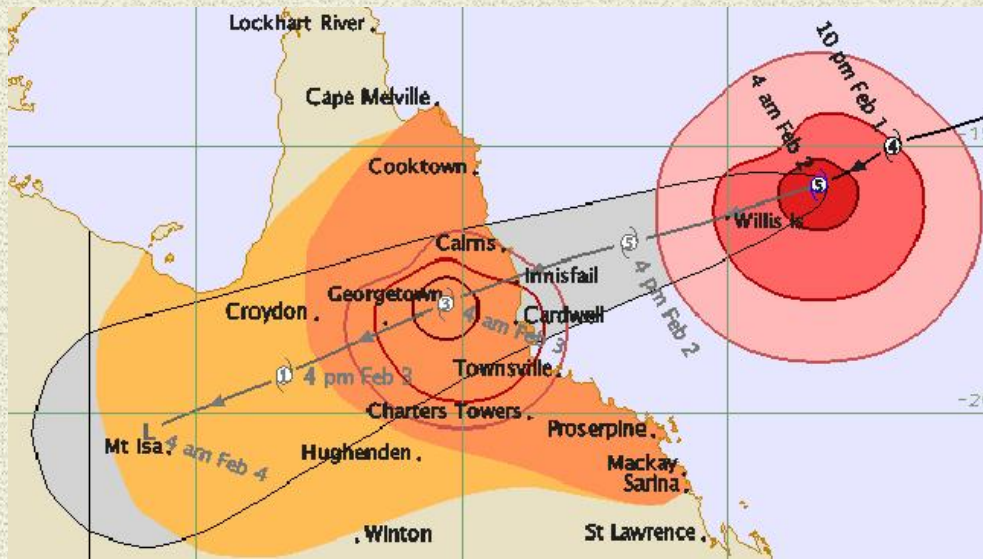 Lockhart River
10 pm Feb 1
4 am Feb 2
Cape Melville
4
-15
Cooktown
5
Willis Is
Cairns
5
Innisfail
4 pm Feb 2
Georgetown
3
Croydon
Cardwell
4 am Feb 3
Townsville
1
4 pm Feb 3
-20
Charters Towers
Proserpine
L
Mt Isa
4 am Feb 4
Hughenden
Mackay
Sarina
Winton
St Lawrence